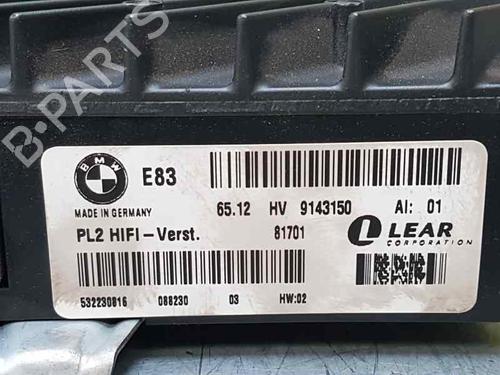 B-PARTS
BMW
E83
MADE IN GERMANY
65.12 HV 9143150 AI: 01
PL2 HIFI-Verst.
81701
LEAR
CORPORATION
532230816 088230 03 HW:02